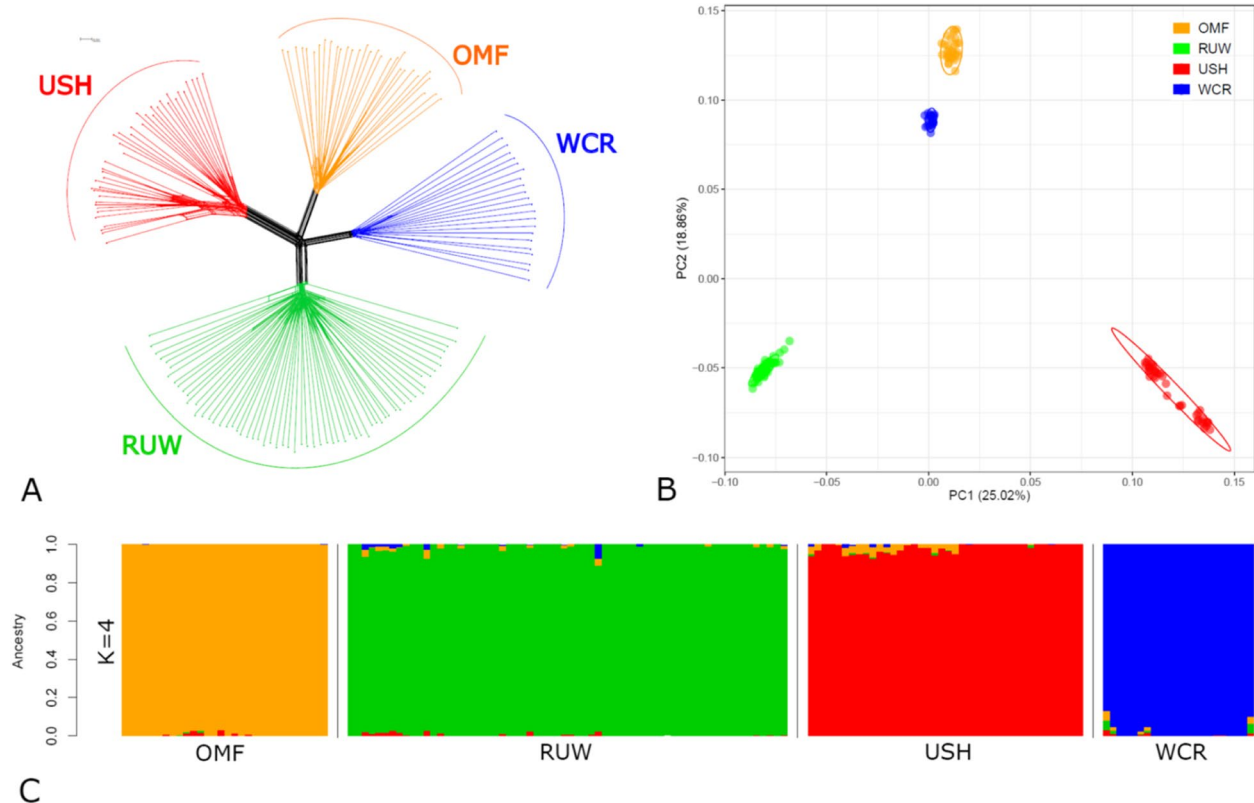 USH
OMF
WCR
RUW
A
0.15
0.10
0.05
0.00
−0.05
−0.10
PC2 (18.86%)
−0.10
−0.05
0.00
0.05
0.10
0.15
PC1 (25.02%)
OMF
RUW
USH
WCR
B
Ancestry
0.0
0.2
0.4
0.6
0.8
1.0
K=4
OMF
RUW
USH
WCR
C